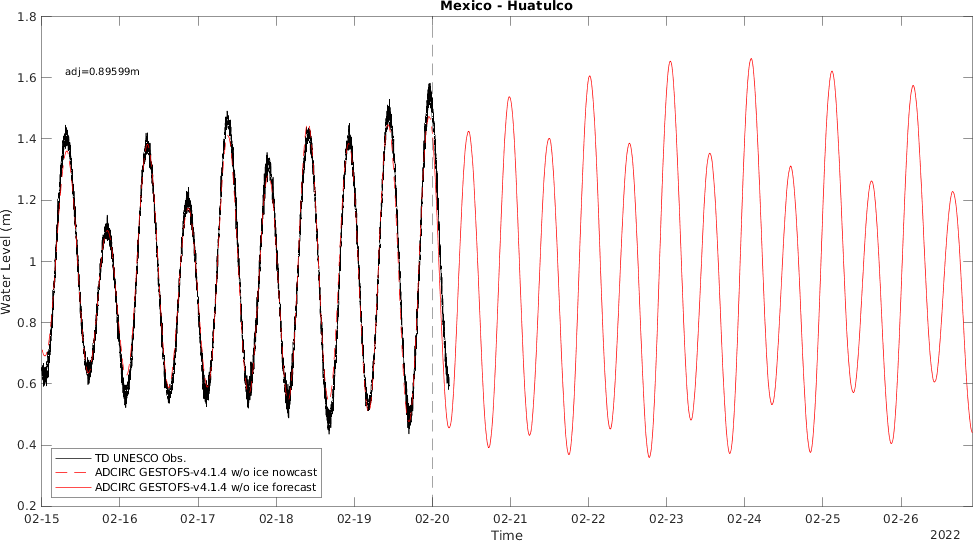 Mexico - Huatulco
1.8
1.6
1.4
1.2
1
0.8
0.6
0.4
0.2
Water Level (m)
adj=0.89599m
TD UNESCO Obs.
ADCIRC GESTOFS-v4.1.4 w/o ice nowcast
ADCIRC GESTOFS-v4.1.4 w/o ice forecast
02-15 02-16 02-17 02-18 02-19 02-20 02-21 02-22 02-23 02-24 02-25 02-26
Time
2022